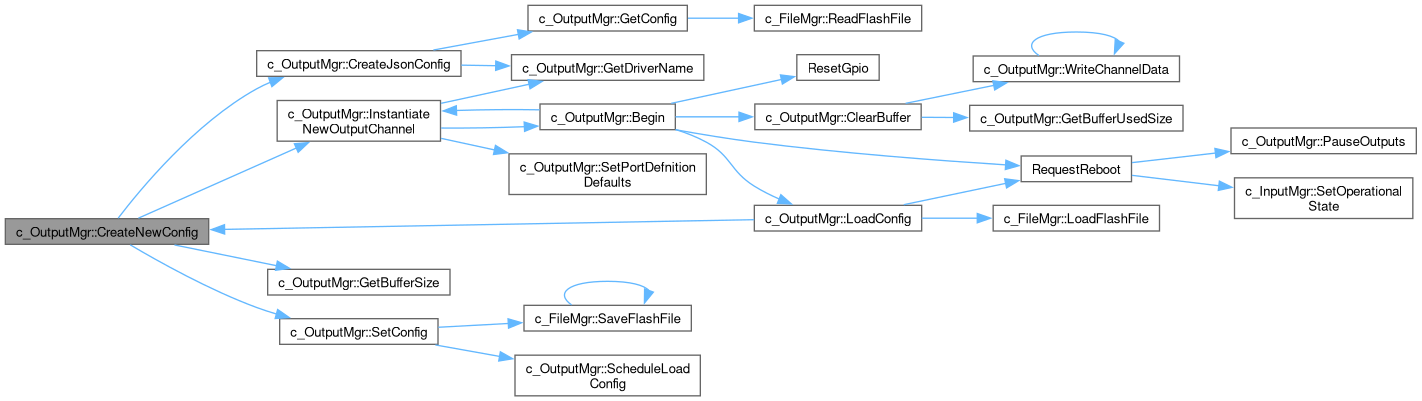 c_OutputMgr::GetConfig
c_FileMgr::ReadFlashFile
c_OutputMgr::CreateJsonConfig
c_OutputMgr::GetDriverName
ResetGpio
c_OutputMgr::WriteChannelData
c_OutputMgr::Instantiate
NewOutputChannel
c_OutputMgr::Begin
c_OutputMgr::ClearBuffer
c_OutputMgr::GetBufferUsedSize
c_OutputMgr::PauseOutputs
c_OutputMgr::SetPortDefnition
Defaults
RequestReboot
c_InputMgr::SetOperational
State
c_OutputMgr::CreateNewConfig
c_OutputMgr::LoadConfig
c_FileMgr::LoadFlashFile
c_OutputMgr::GetBufferSize
c_OutputMgr::SetConfig
c_FileMgr::SaveFlashFile
c_OutputMgr::ScheduleLoad
Config